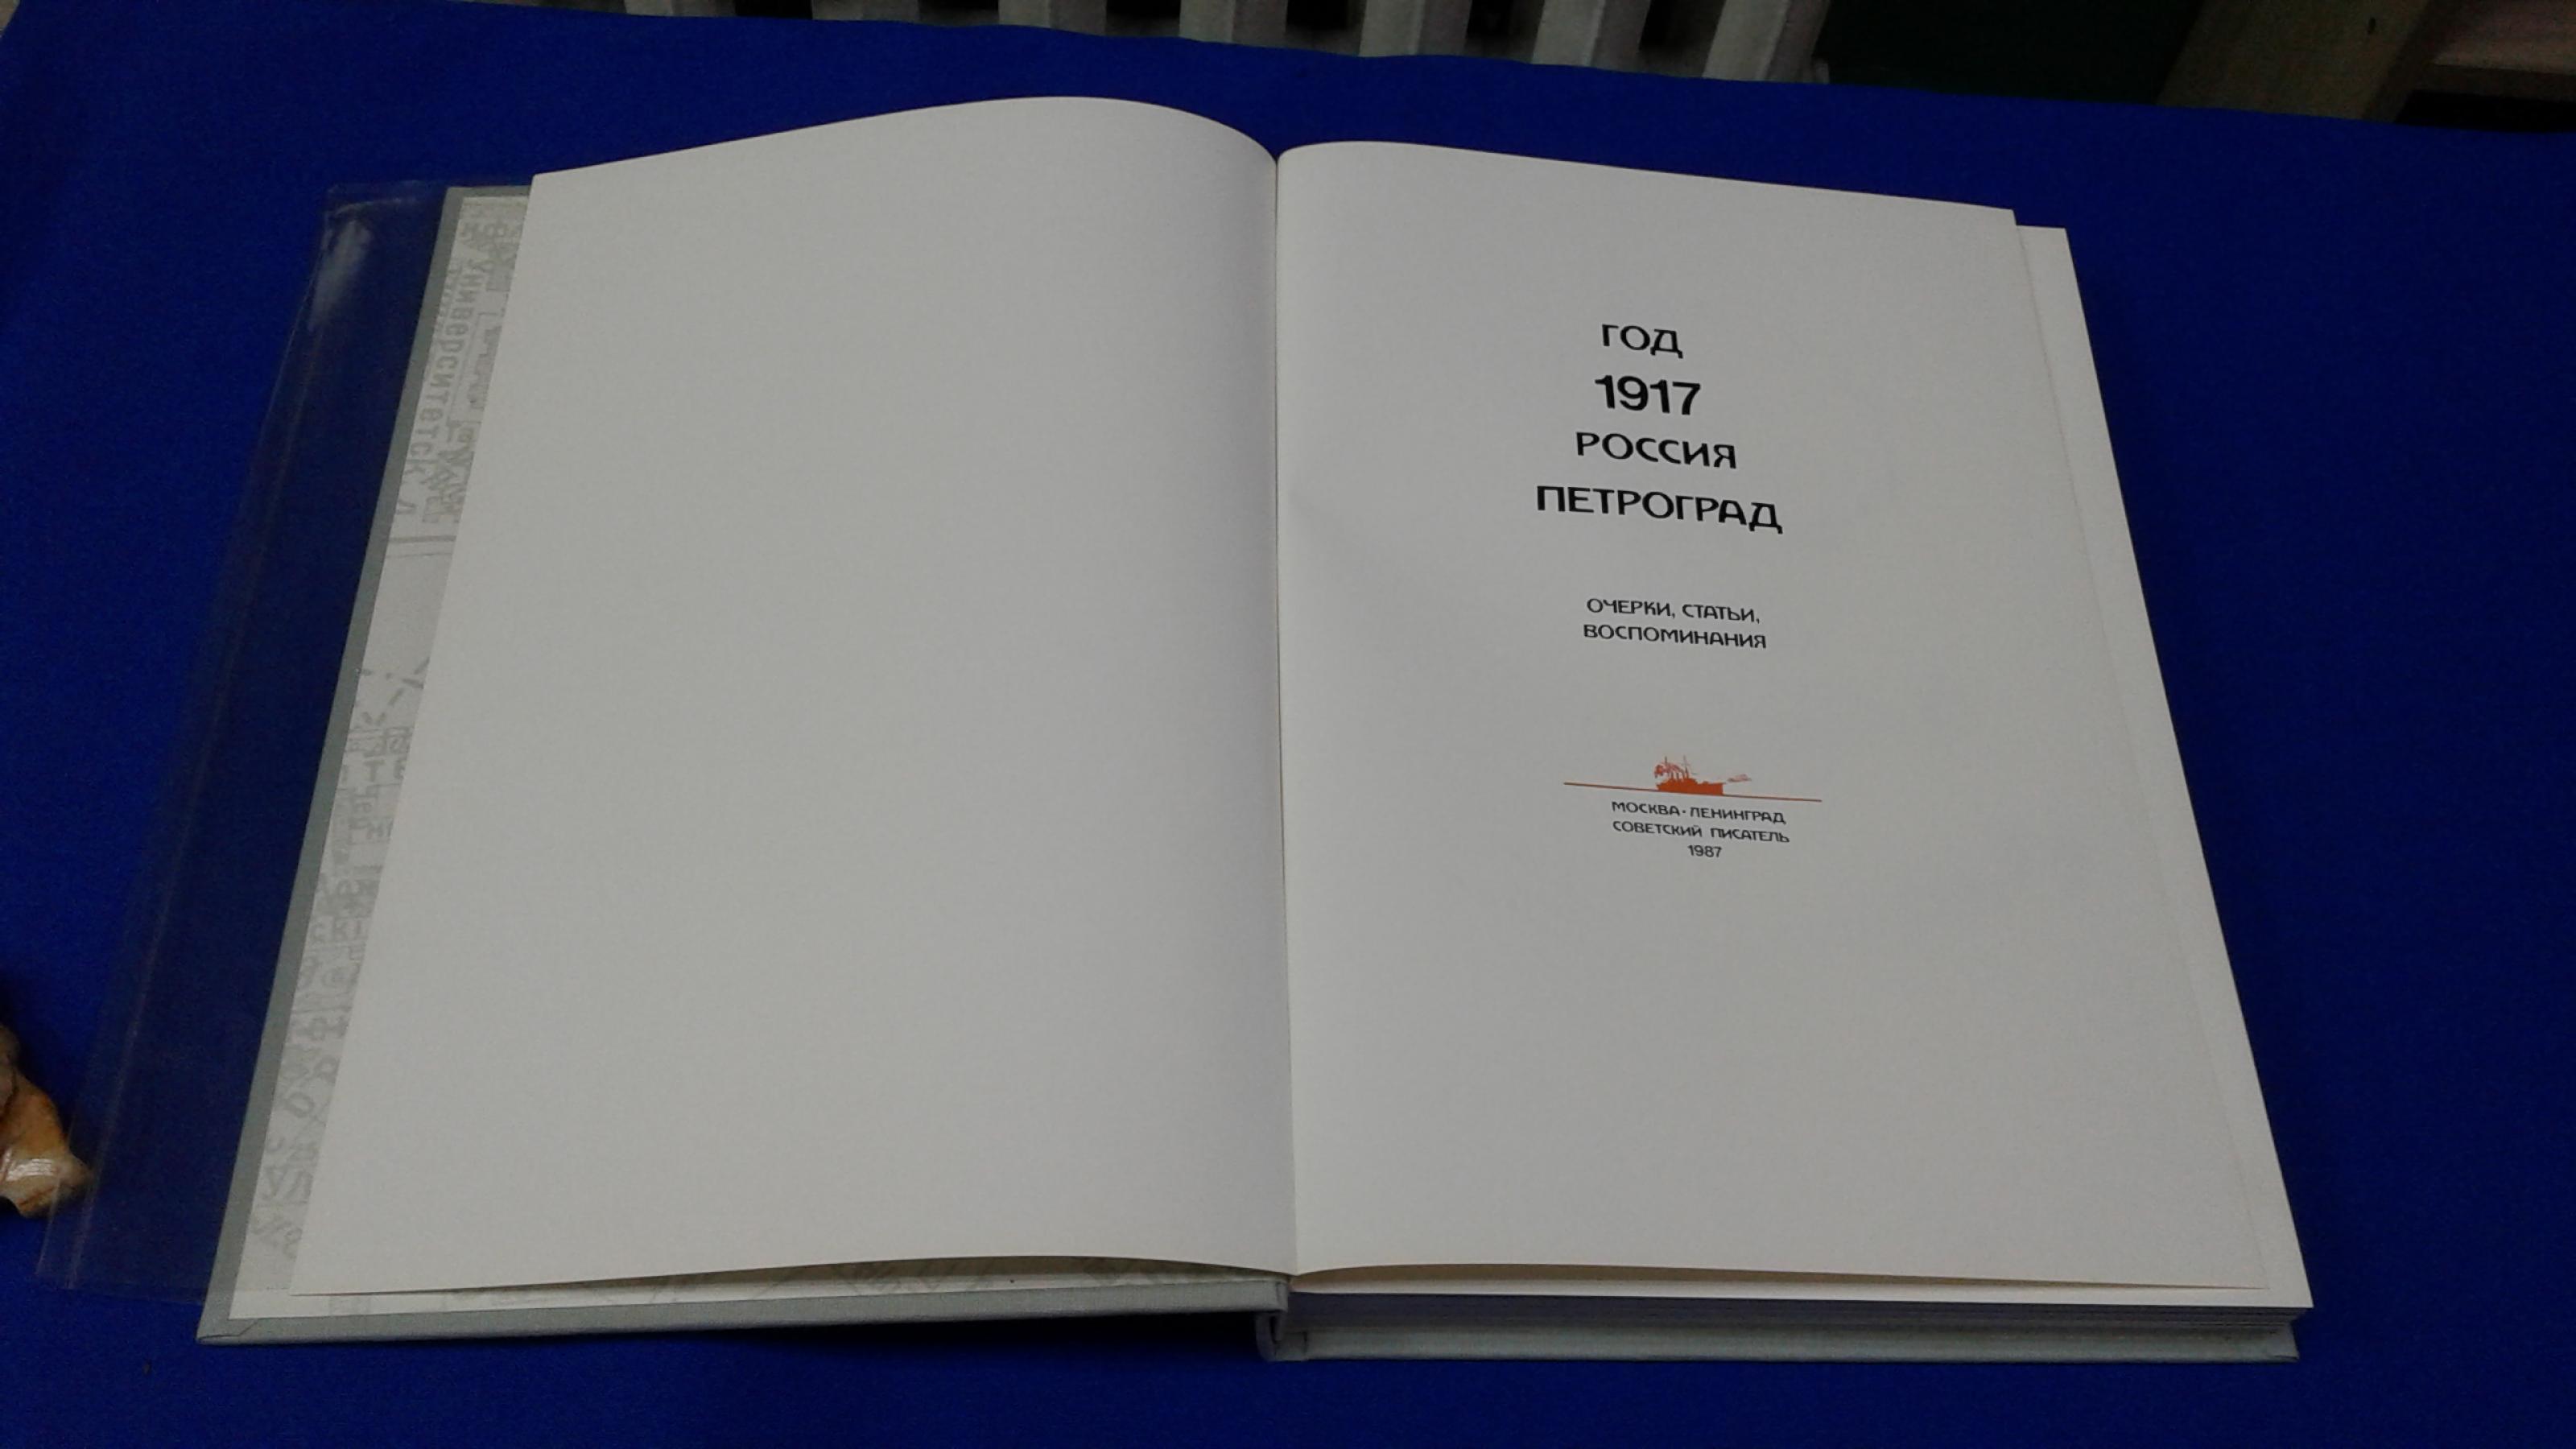 ГОД
1917
РОССИЯ
ПЕТРОГРАД
ОЧЕРКИ, СТАТЬИ,
ВОСПОМИНАНИЯ
МОСКВА · ЛЕНИНГРАД
СОВЕТСКИЙ ПИСАТЕЛЬ
1987